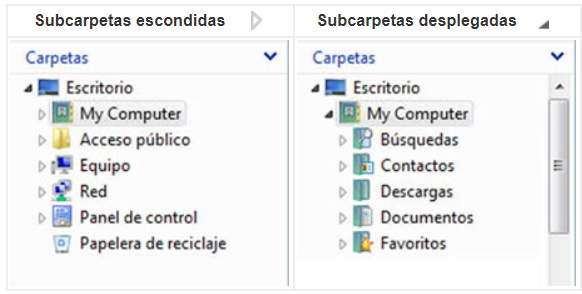 Subcarpetas escondidas
Subcarpetas desplegadas
Carpetas
Escritorio
My Computer
Acceso público
Equipo
Red
Panel de control
Papelera de reciclaje
Carpetas
Escritorio
My Computer
Búsquedas
Contactos
Descargas
Documentos
Favoritos